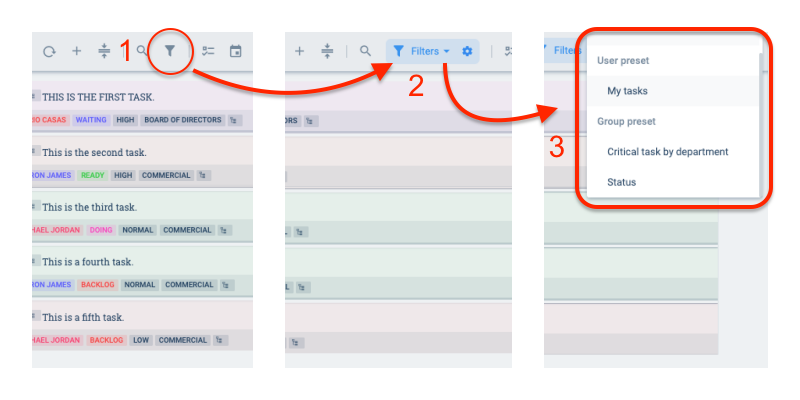 1
THIS IS THE FIRST TASK.
IO CASAS WAITING HIGH BOARD OF DIRECTORS
This is the second task.
RON JAMES READY HIGH COMMERCIAL
This is the third task.
HAEL JORDAN DOING NORMAL COMMERCIAL
This is a fourth task.
RON JAMES BACKLOG NORMAL COMMERCIAL
This is a fifth task.
HAEL JORDAN BACKLOG LOW COMMERCIAL
Filters
2
ORS
L
Filters
3
User preset
My tasks
Group preset
Critical task by department
Status